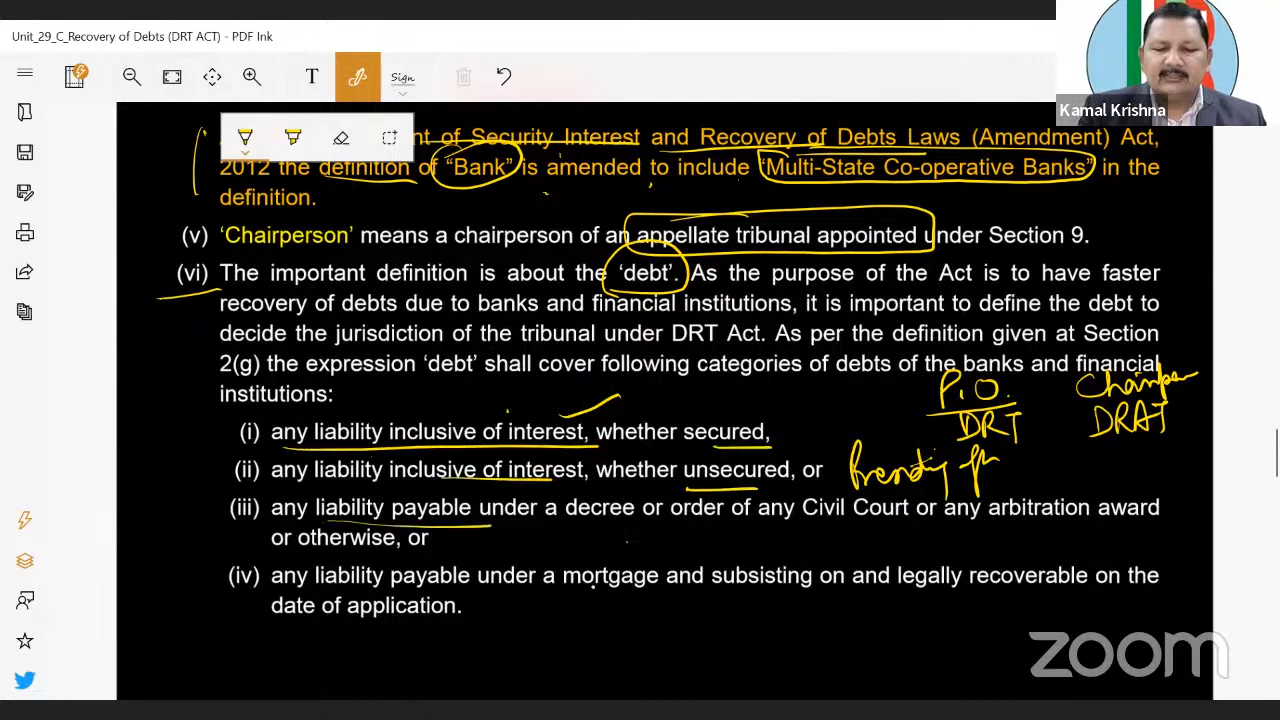 Unit_29_C_Recovery of Debts (DRT ACT) - PDF Ink
Kamal Krishna
Sign
nt of Security Interest and Recovery of Debts Laws (Amendment) Act,
2012 the definition of “Bank” is amended to include “Multi-State Co-operative Banks” in the
definition.
(v) ‘Chairperson’ means a chairperson of an appellate tribunal appointed under Section 9.
(vi) The important definition is about the ‘debt’. As the purpose of the Act is to have faster
recovery of debts due to banks and financial institutions, it is important to define the debt to
decide the jurisdiction of the tribunal under DRT Act. As per the definition given at Section
2(g) the expression ‘debt’ shall cover following categories of debts of the banks and financial
institutions:
P.O.
DRT
DRAT
(i) any liability inclusive of interest, whether secured,
(ii) any liability inclusive of interest, whether unsecured, or
(iii) any liability payable under a decree or order of any Civil Court or any arbitration award
or otherwise, or
(iv) any liability payable under a mortgage and subsisting on and legally recoverable on the
date of application.
zoom